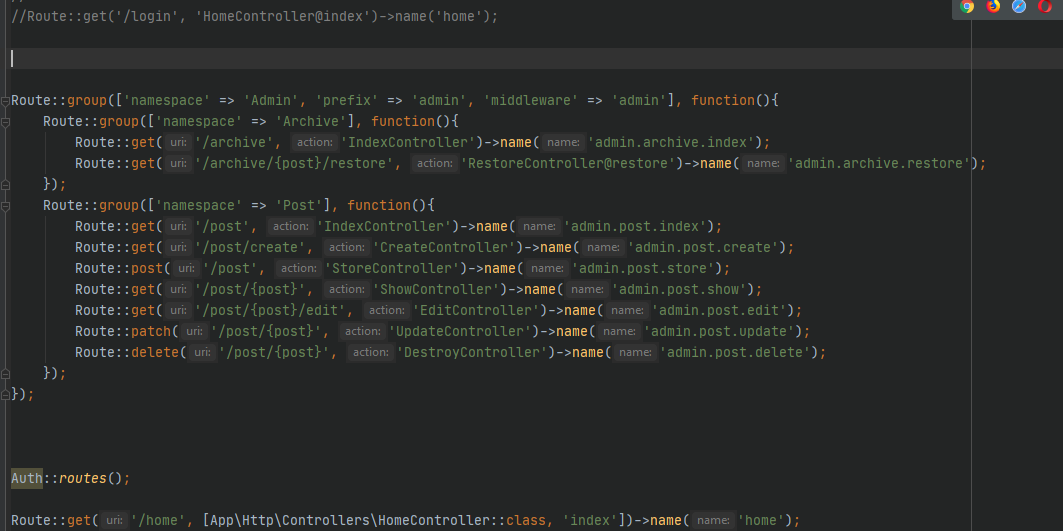 //Route::get('/login', 'HomeController@index')->name('home');
Route::group(['namespace' => 'Admin', 'prefix' => 'admin', 'middleware' => 'admin'], function(){
Route::group(['namespace' => 'Archive'], function(){
Route::get( uri: '/archive', action: 'IndexController')->name( name: 'admin.archive.index');
Route::get( uri: '/archive/{post}/restore', action: 'RestoreController@restore')->name( name: 'admin.archive.restore');
});
Route::group(['namespace' => 'Post'], function(){
Route::get( uri: '/post', action: 'IndexController')->name( name: 'admin.post.index');
Route::get( uri: '/post/create', action: 'CreateController')->name( name: 'admin.post.create');
Route::post( uri: '/post', action: 'StoreController')->name( name: 'admin.post.store');
Route::get( uri: '/post/{post}', action: 'ShowController')->name( name: 'admin.post.show');
Route::get( uri: '/post/{post}/edit', action: 'EditController')->name( name: 'admin.post.edit');
Route::patch( uri: '/post/{post}', action: 'UpdateController')->name( name: 'admin.post.update');
Route::delete( uri: '/post/{post}', action: 'DestroyController')->name( name: 'admin.post.delete');
});
});
Auth::routes();
Route::get( uri: '/home', [App\Http\Controllers\HomeController::class, 'index'])->name( name: 'home');